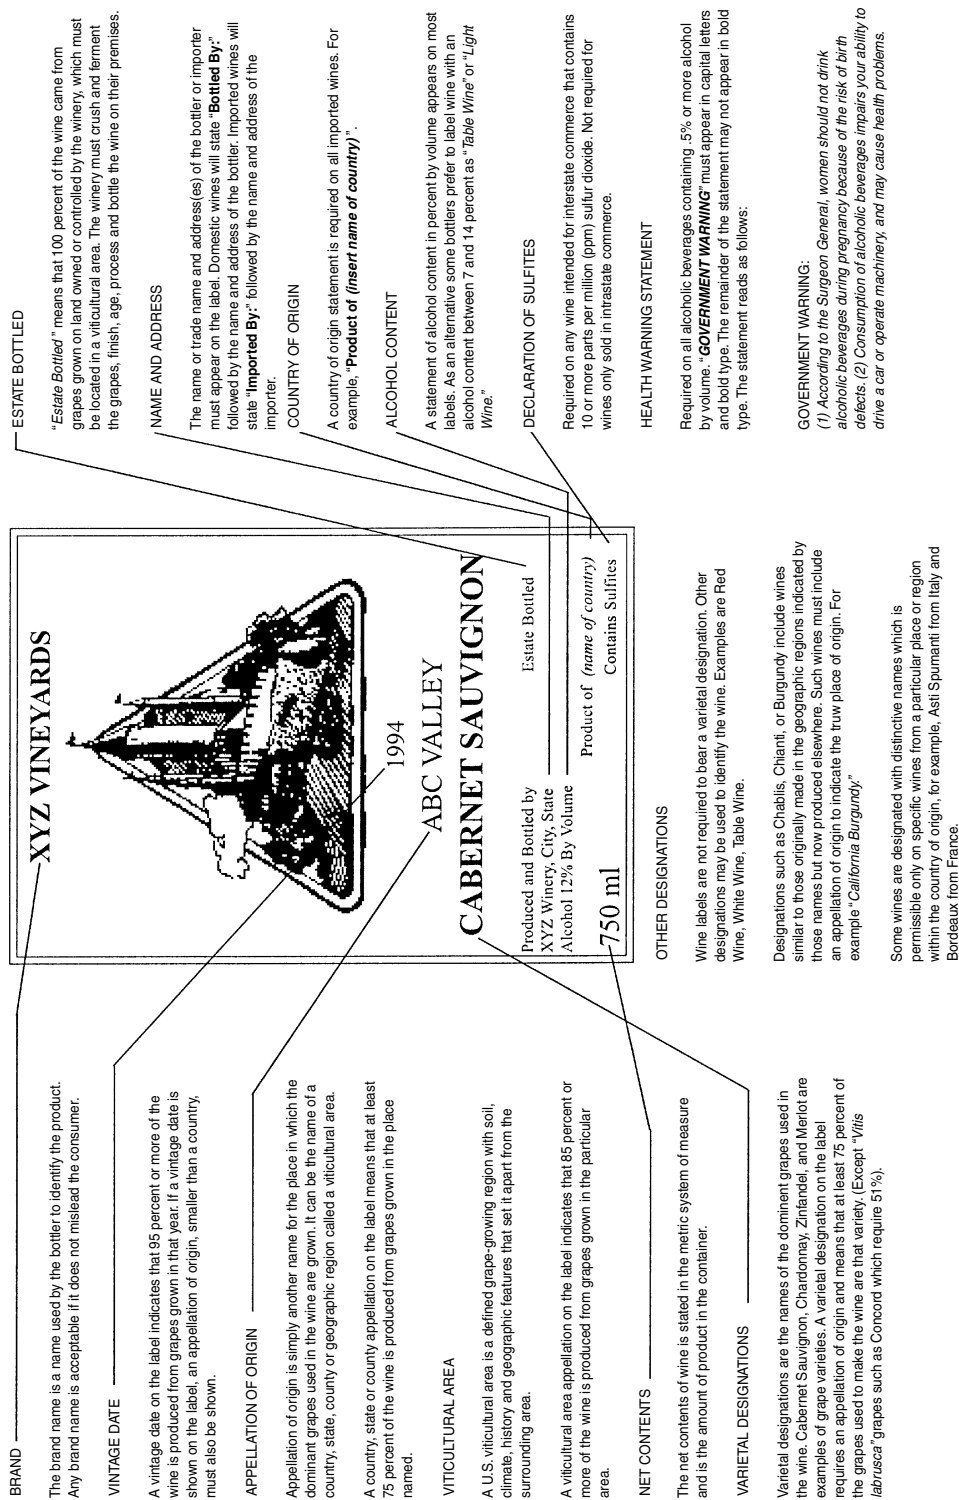 BRAND
The brand name is a name used by the bottler to identify the product.
Any brand name is acceptable if it does not mislead the consumer.
VINTAGE DATE
A vintage date on the label indicates that 95 percent or more of the
wine is produced from grapes grown in that year. If a vintage date is
shown on the label, an appellation of origin, smaller than a country,
must also be shown.
APPELLATION OF ORIGIN
Appellation of origin is simply another name for the place in which the
dominant grapes used in the wine are grown. It can be the name of a
country, state, county or geographic region called a viticultural area.
A country, state or county appellation on the label means that at least
75 percent of the wine is produced from grapes grown in the place
named.
VITICULTURAL AREA
A U.S. viticultural area is a defined grape-growing region with soil,
climate, history and geographic features that set it apart from the
surrounding area.
A viticultural area appellation on the label indicates that 85 percent or
more of the wine is produced from grapes grown in the particular
area.
NET CONTENTS
The net contents of wine is stated in the metric system of measure
and is the amount of product in the container.
VARIETAL DESIGNATIONS
Varietal designations are the names of the dominant grapes used in
the wine. Cabernet Sauvignon, Chardonnay, Zinfandel, and Merlot are
examples of grape varieties. A varietal designation on the label
requires an appellation of origin and means that at least 75 percent of
the grapes used to make the wine are that variety. (Except "Vitis
labrusca" grapes such as Concord which require 51%).
XYZ VINEYARDS
1994
ABC VALLEY
CABERNET SAUVIGNON
Produced and Bottled by
XYZ Winery, City, State
Alcohol 12% By Volume
Estate Bottled
750 ml
Product of (name of country)
Contains Sulfites
OTHER DESIGNATIONS
Wine labels are not required to bear a varietal designation. Other
designations may be used to identify the wine. Examples are Red
Wine, White Wine, Table Wine.
Designations such as Chablis, Chianti, or Burgundy include wines
similar to those originally made in the geographic regions indicated by
those names but now produced elsewhere. Such wines must include
an appellation of origin to indicate the truw place of origin. For
example "California Burgundy."
Some wines are designated with distinctive names which is
permissible only on specific wines from a particular place or region
within the country of origin, for example, Asti Spumanti from Italy and
Bordeaux from France.
ESTATE BOTTLED
"Estate Bottled" means that 100 percent of the wine came from
grapes grown on land owned or controlled by the winery, which must
be located in a viticultural area. The winery must crush and ferment
the grapes, finish, age, process and bottle the wine on their premises.
NAME AND ADDRESS
The name or trade name and address(es) of the bottler or importer
must appear on the label. Domestic wines will state "Bottled By:"
followed by the name and address of the bottler. Imported wines will
state "Imported By:" followed by the name and address of the
importer.
COUNTRY OF ORIGIN
A country of origin statement is required on all imported wines. For
example, "Product of (insert name of country)".
ALCOHOL CONTENT
A statement of alcohol content in percent by volume appears on most
labels. As an alternative some bottlers prefer to label wine with an
alcohol content between 7 and 14 percent as "Table Wine" or "Light
Wine."
DECLARATION OF SULFITES
Required on any wine intended for interstate commerce that contains
10 or more parts per million (ppm) sulfur dioxide. Not required for
wines only sold in intrastate commerce.
HEALTH WARNING STATEMENT
Required on all alcoholic beverages containing .5% or more alcohol
by volume. "GOVERNMENT WARNING" must appear in capital letters
and bold type. The remainder of the statement may not appear in bold
type. The statement reads as follows:
GOVERNMENT WARNING:
(1) According to the Surgeon General, women should not drink
alcoholic beverages during pregnancy because of the risk of birth
defects. (2) Consumption of alcoholic beverages impairs your ability to
drive a car or operate machinery, and may cause health problems.